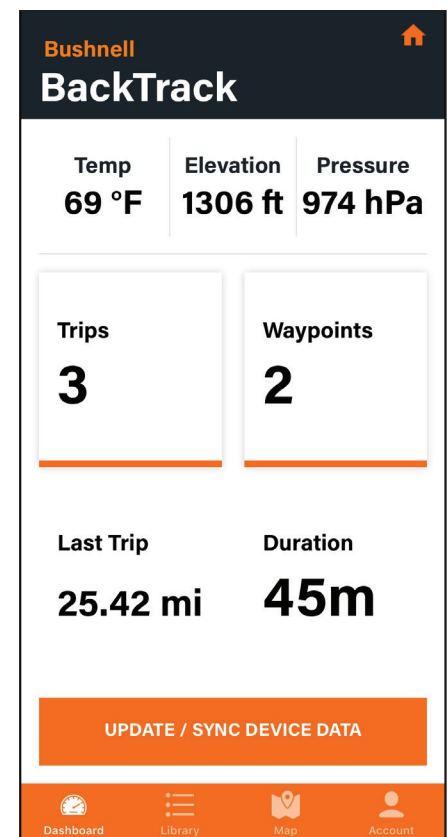 Bushnell
BackTrack
Temp Elevation Pressure
69 °F 1306 ft 974 hPa
Trips Waypoints
3 2
Last Trip Duration
25.42 mi 45m
UPDATE / SYNC DEVICE DATA
Dashboard Library Map Account